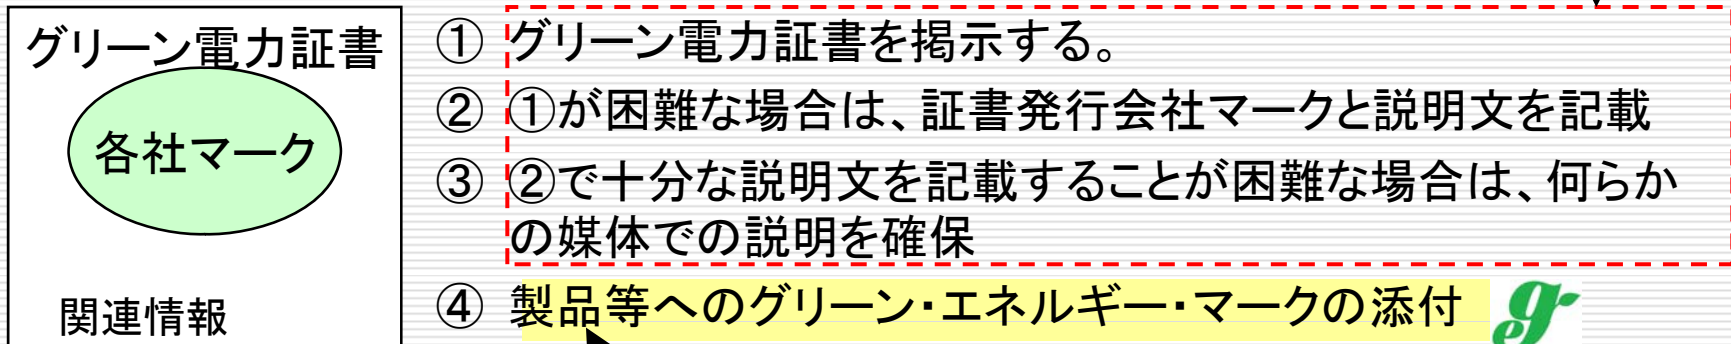 グリーン電力証書
各社マーク
関連情報
① グリーン電力証書を掲示する。
② ①が困難な場合は、証書発行会社マークと説明文を記載
③ ②で十分な説明文を記載することが困難な場合は、何らか
の媒体での説明を確保
④ 製品等へのグリーン・エネルギー・マークの添付